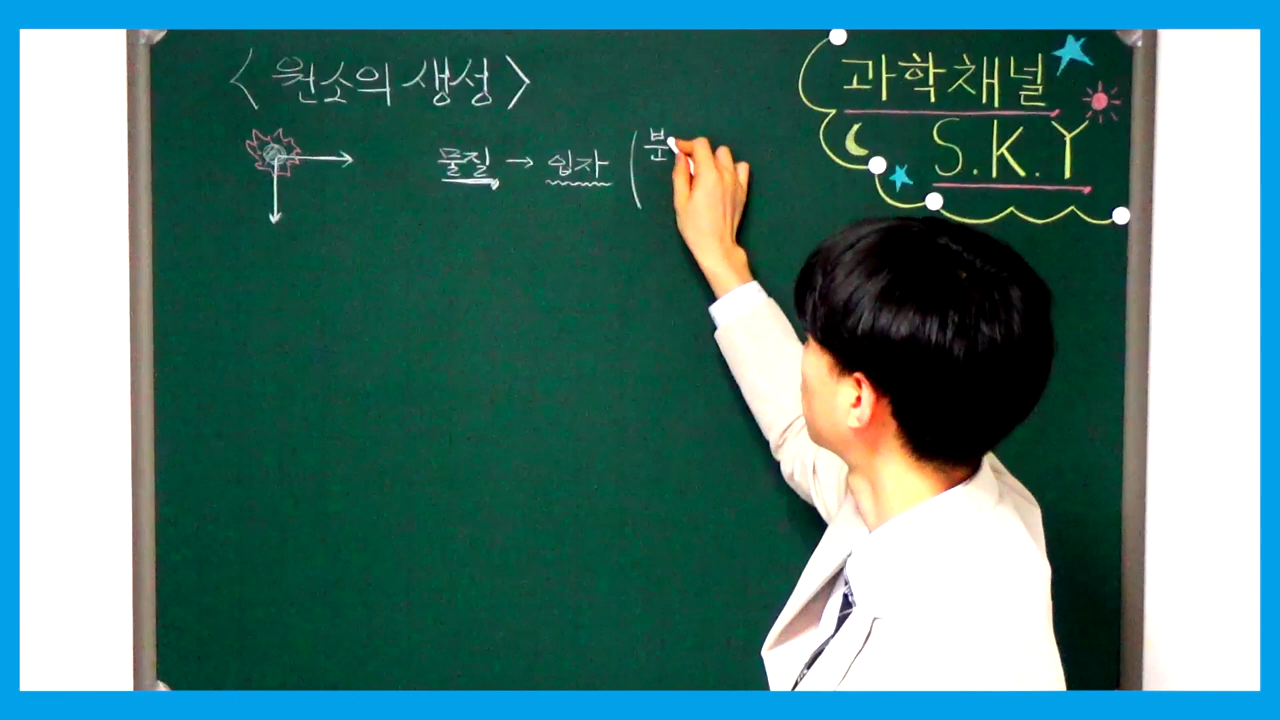 < 원소의 생성 >
물질 → 입자 ( 분
과학채널
S.K.Y